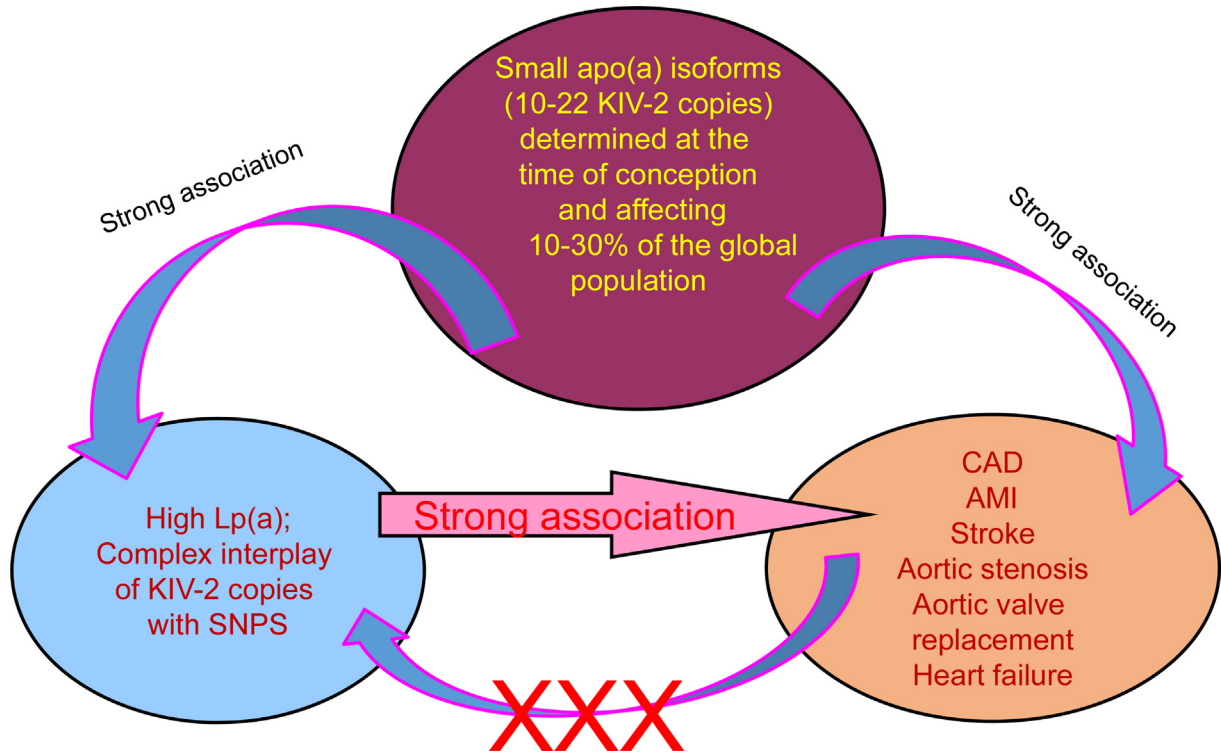 Small apo(a) isoforms
(10-22 KIV-2 copies)
determined at the
time of conception
and affecting
10-30% of the global
population
Strong association
Strong association
High Lp(a);
Complex interplay
of KIV-2 copies
with SNPS
Strong association
CAD
AMI
Stroke
Aortic stenosis
Aortic valve
replacement
Heart failure
XXX